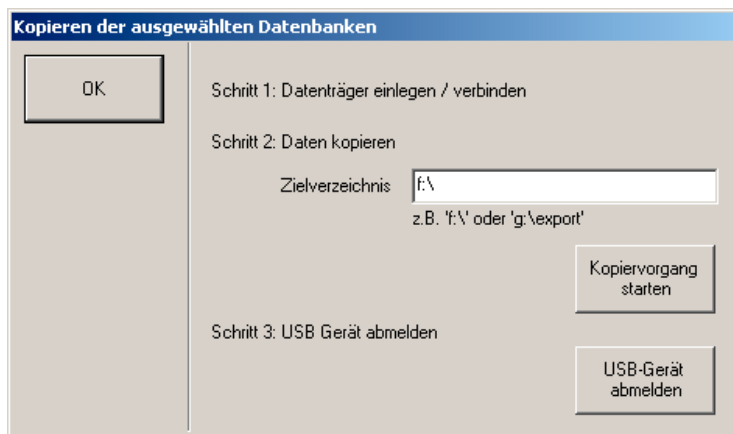 Kopieren der ausgewählten Datenbanken
OK
Schritt 1: Datenträger einlegen / verbinden
Schritt 2: Daten kopieren
Zielverzeichnis
f:\
z.B. 'f:\' oder 'g:\export'
Kopiervorgang
starten
Schritt 3: USB Gerät abmelden
USB-Gerät
abmelden